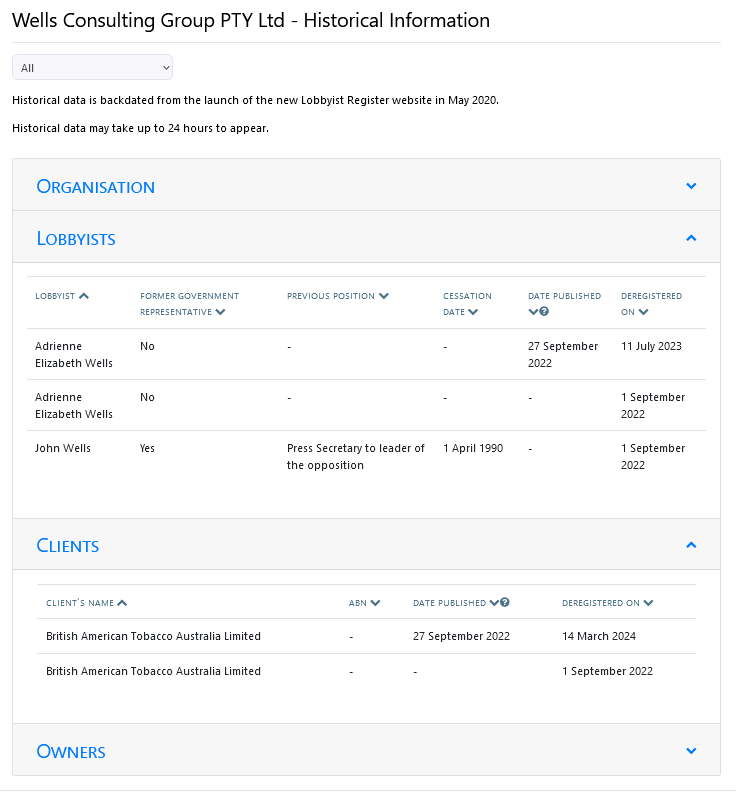 Wells Consulting Group PTY Ltd - Historical Information
All
Historical data is backdated from the launch of the new Lobbyist Register website in May 2020.
Historical data may take up to 24 hours to appear.
Organisation
Lobbyists
LOBBYIST FORMER GOVERNMENT PREVIOUS POSITION CESSATION DATE PUBLISHED DEREGISTERED
REPRESENTATIVE DATE ON
Adrienne No - - 27 September 11 July 2023
Elizabeth Wells 2022
Adrienne No - - - 1 September
Elizabeth Wells 2022
John Wells Yes Press Secretary to leader of 1 April 1990 - 1 September
the opposition 2022
Clients
CLIENT'S NAME ABN DATE PUBLISHED DEREGISTERED ON
British American Tobacco Australia Limited - 27 September 2022 14 March 2024
British American Tobacco Australia Limited - - 1 September 2022
Owners